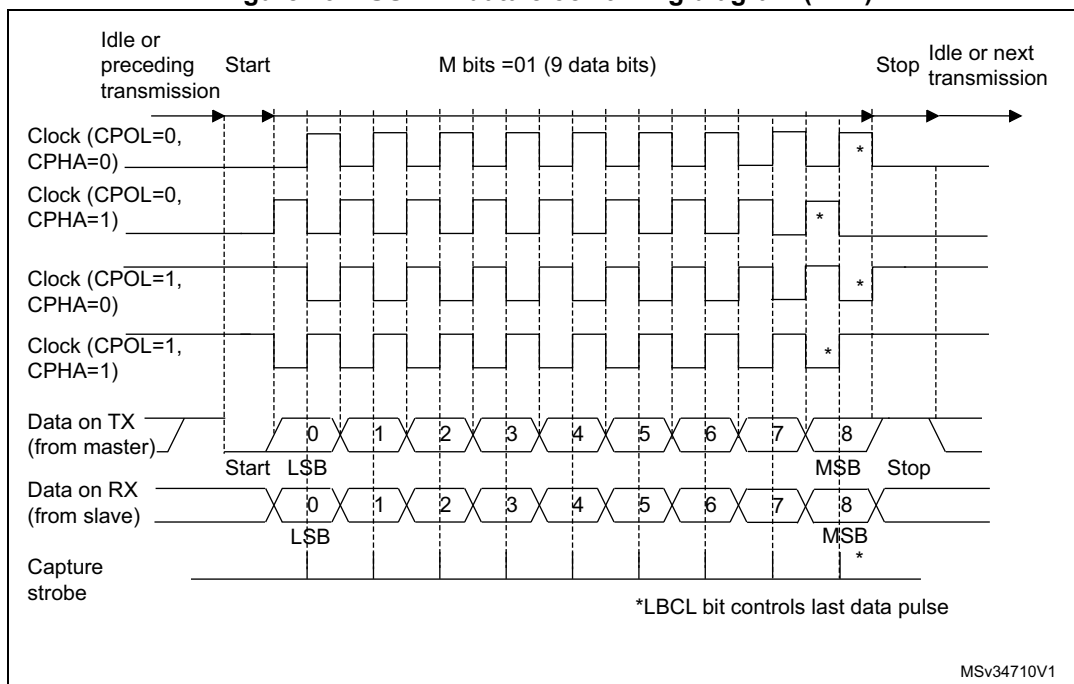 Idle or
preceding
transmission
Start
M bits =01 (9 data bits)
Stop
Idle or next
transmission
Clock (CPOL=0,
CPHA=0)
*
Clock (CPOL=0,
CPHA=1)
*
Clock (CPOL=1,
CPHA=0)
*
Clock (CPOL=1,
CPHA=1)
*
Data on TX
(from master)
0 1 2 3 4 5 6 7 8
Start LSB MSB Stop
Data on RX
(from slave)
0 1 2 3 4 5 6 7 8
LSB MSB
Capture
strobe
*
*LBCL bit controls last data pulse
MSv34710V1